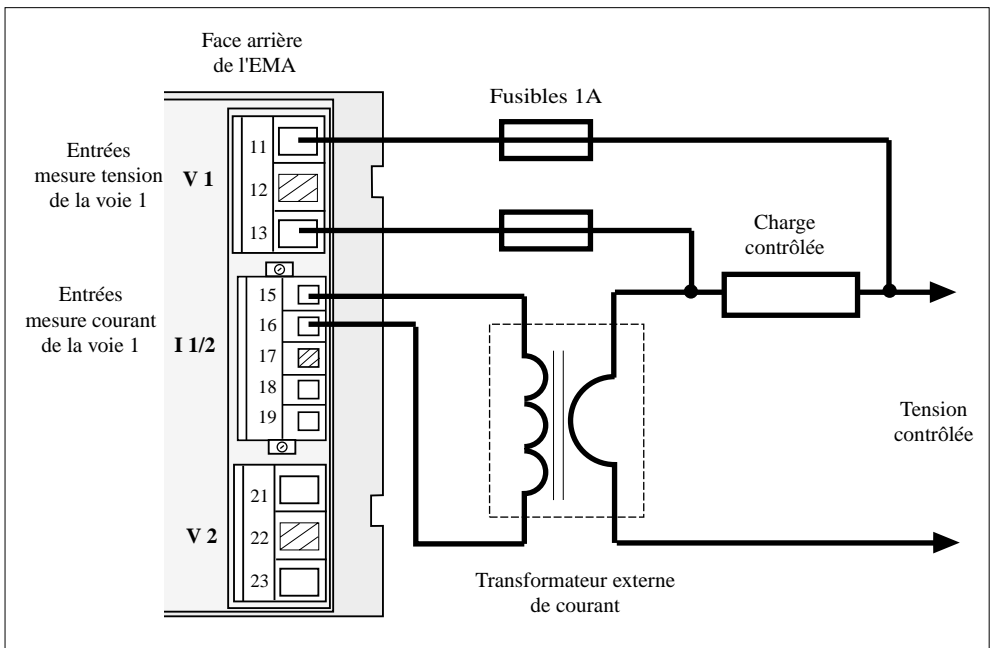 Face arrière
de l'EMA
Fusibles 1A
Entrées
mesure tension
de la voie 1
V 1
11
12
13
Charge
contrôlée
Entrées
mesure courant
de la voie 1
I 1/2
15
16
17
18
19
Tension
contrôlée
V 2
21
22
23
Transformateur externe
de courant